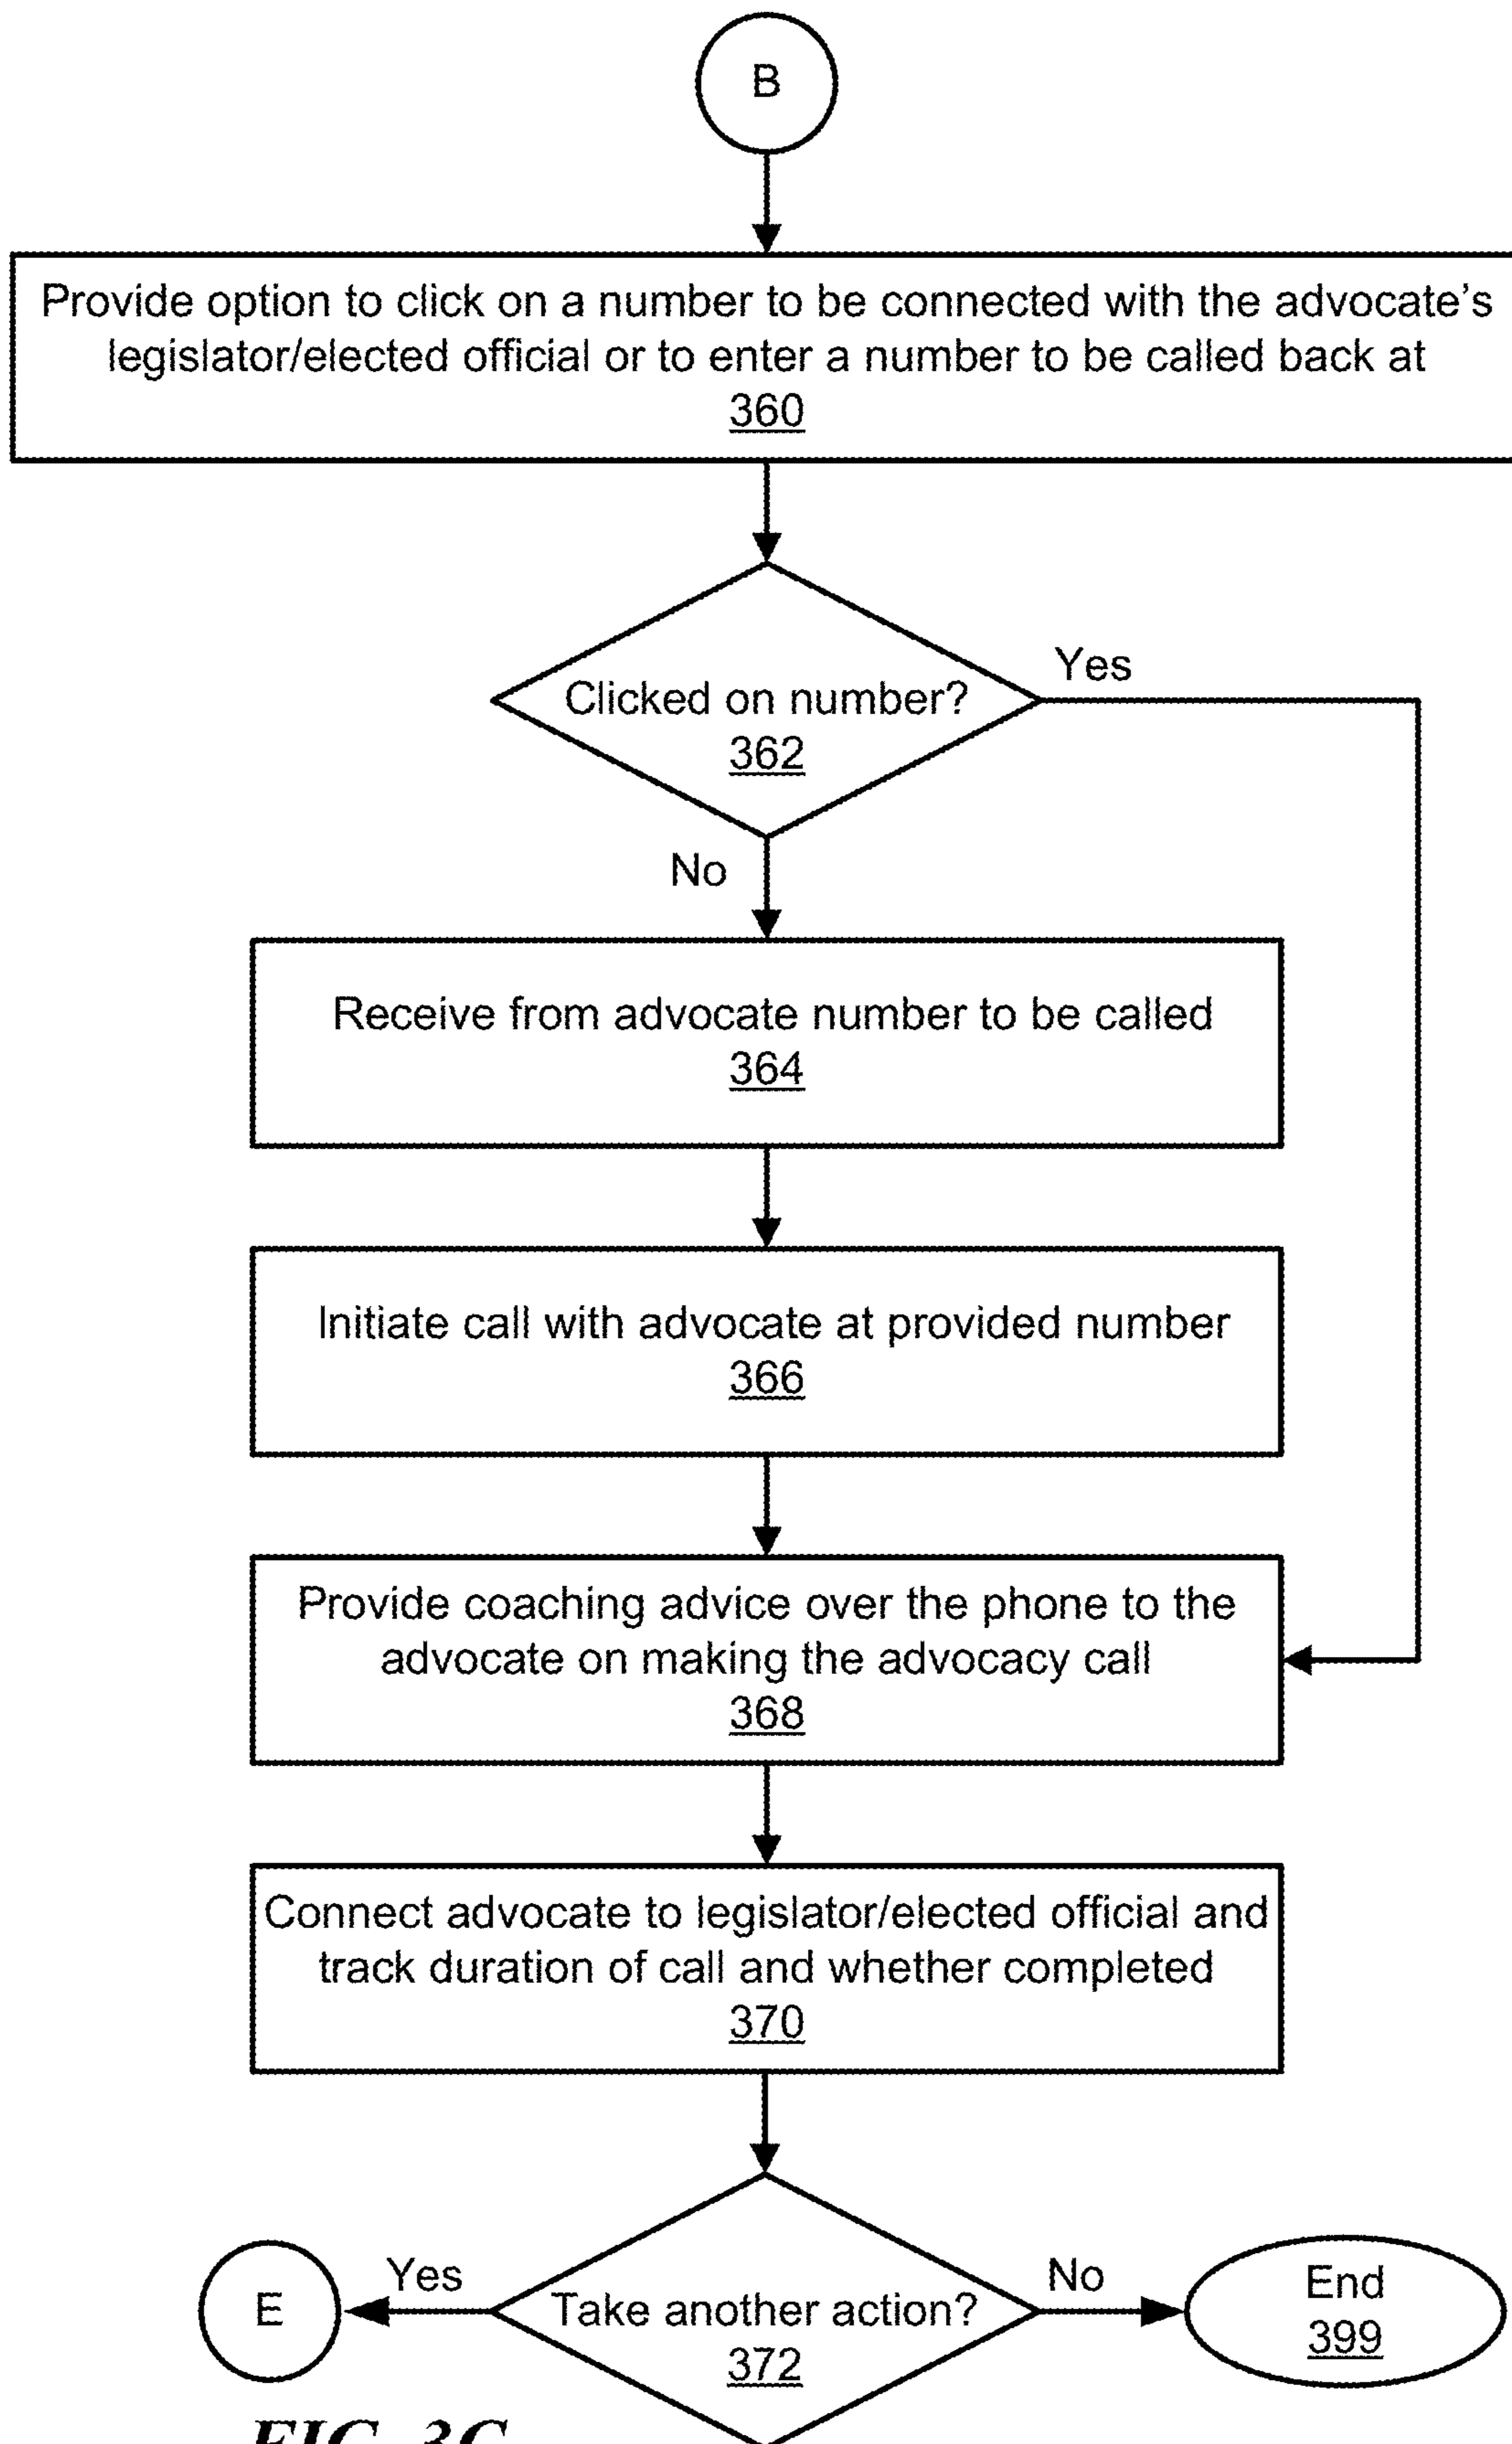 B
Provide option to click on a number to be connected with the advocate's
legislator/elected official or to enter a number to be called back at
360
Yes
Clicked on number?
362
No
Receive from advocate number to be called
364
Initiate call with advocate at provided number
366
Provide coaching advice over the phone to the
advocate on making the advocacy call
368
Connect advocate to legislator/elected official and
track duration of call and whether completed
370
E
Yes
Take another action?
372
No
End
399
FIG. 3C